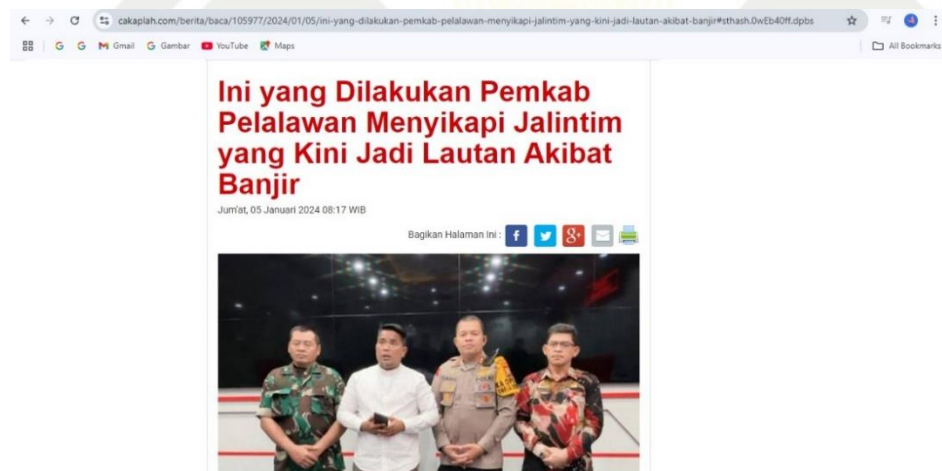 cakaplah.com/berita/baca/105977/2024/01/05/ini-yang-dilakukan-pemkab-pelalawan-menyikapi-jalintim-yang-kini-jadi-lautan-akibat-banjir#sthash.0wEb40ff.dpbs
Gmail Gambar YouTube Maps All Bookmarks
Ini yang Dilakukan Pemkab
Pelalawan Menyikapi Jalintim
yang Kini Jadi Lautan Akibat
Banjir
Jum'at, 05 Januari 2024 08:17 WIB
Bagikan Halaman Ini :